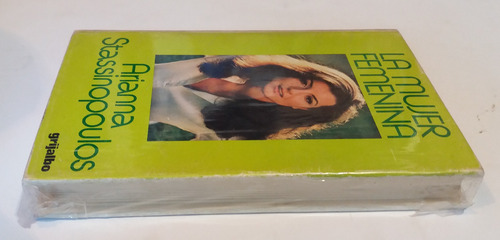 LA MUJER
FEMENINA
Arianna
Stassinopoulos
grijalbo